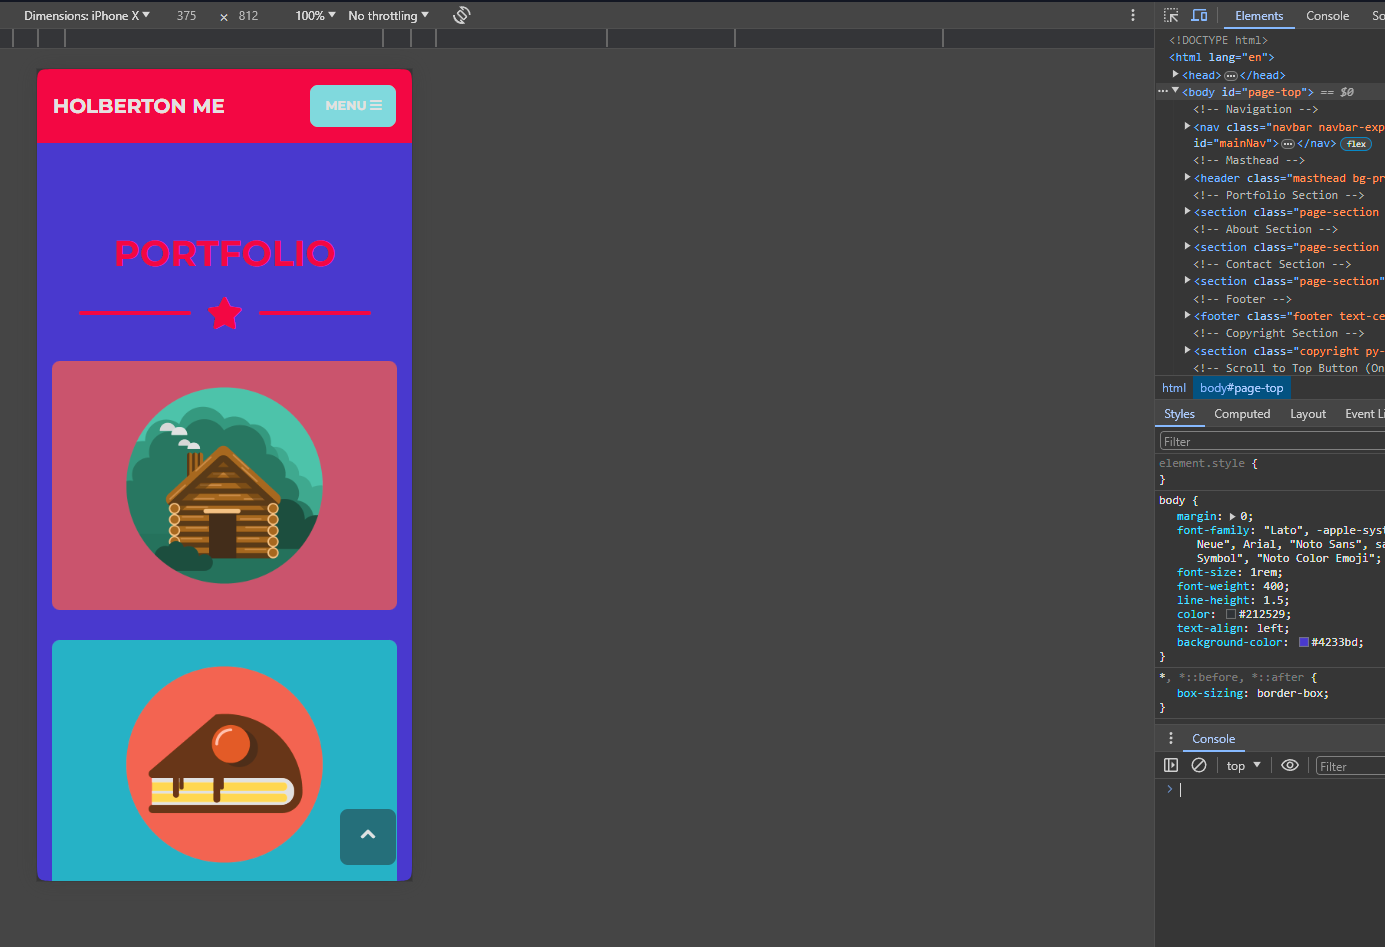 Dimensions: iPhone X 375 × 812 100% No throttling
Elements Console So
HOLBERTON ME
MENU
PORTFOLIO
<!DOCTYPE html>
<html lang="en">
<head> </head>
<body id="page-top"> == $0
<!-- Navigation -->
<nav class="navbar navbar-exp
id="mainNav"> </nav> flex
<!-- Masthead -->
<header class="masthead bg-pr
<!-- Portfolio Section -->
<section class="page-section
<!-- About Section -->
<section class="page-section
<!-- Contact Section -->
<section class="page-section"
<!-- Footer -->
<footer class="footer text-ce
<!-- Copyright Section -->
<section class="copyright py-
<!-- Scroll to Top Button (On
html body#page-top
Styles Computed Layout Event Li
Filter
element.style {
}
body {
margin: 0;
font-family: "Lato", -apple-syst
Neue", Arial, "Noto Sans", sa
Symbol", "Noto Color Emoji";
font-size: 1rem;
font-weight: 400;
line-height: 1.5;
color: #212529;
text-align: left;
background-color: #4233bd;
}
*, *::before, *::after {
box-sizing: border-box;
}
Console
top Filter